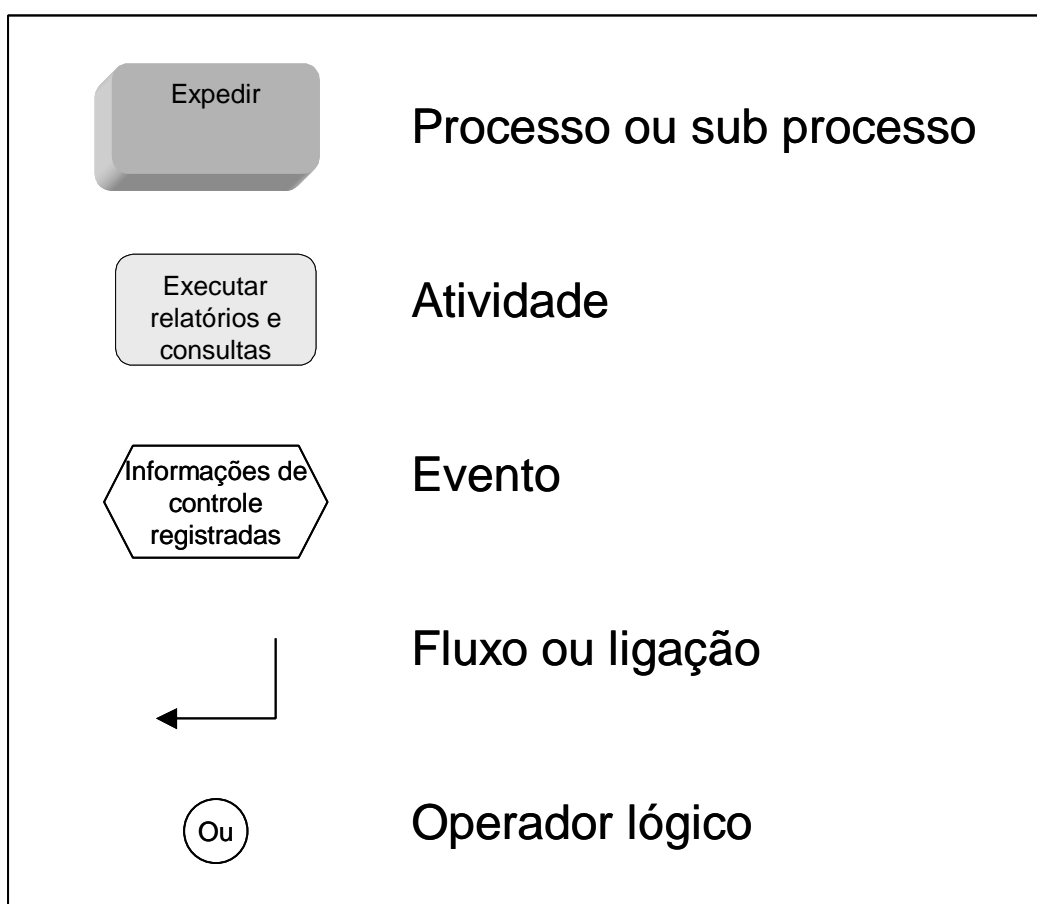 Expedir
Processo ou sub processo
Executar
relatórios e
consultas
Atividade
Informações de
controle
registradas
Evento
Fluxo ou ligação
Ou
Operador lógico